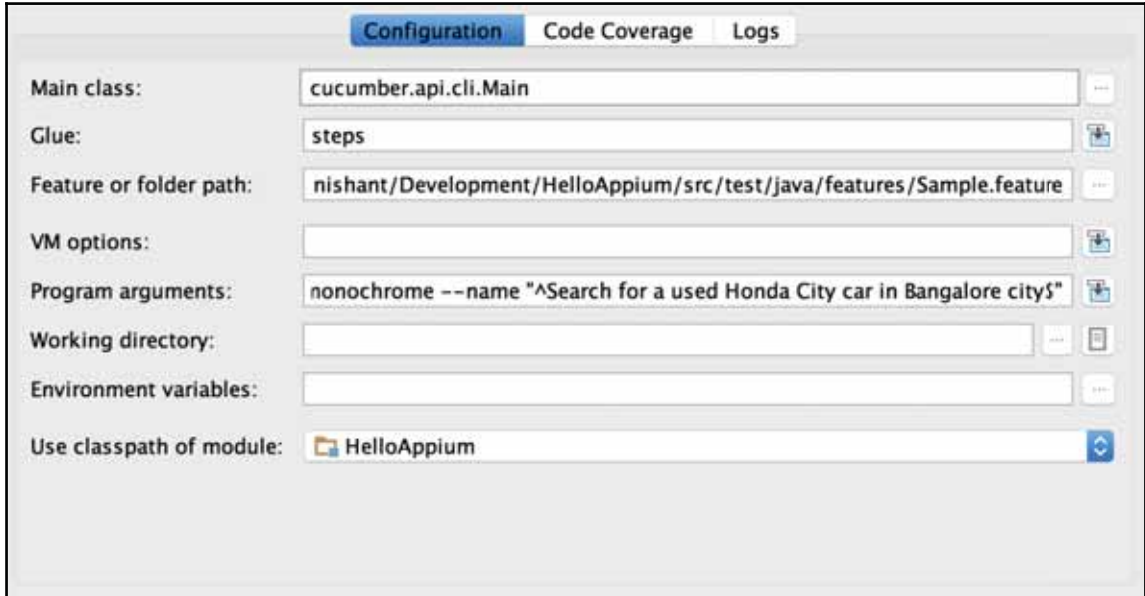 Configuration Code Coverage Logs
Main class: cucumber.api.cli.Main
Glue: steps
Feature or folder path: nishant/Development/HelloAppium/src/test/java/features/Sample.feature
VM options:
Program arguments: nonochrome --name "^Search for a used Honda City car in Bangalore city$"
Working directory:
Environment variables:
Use classpath of module: HelloAppium